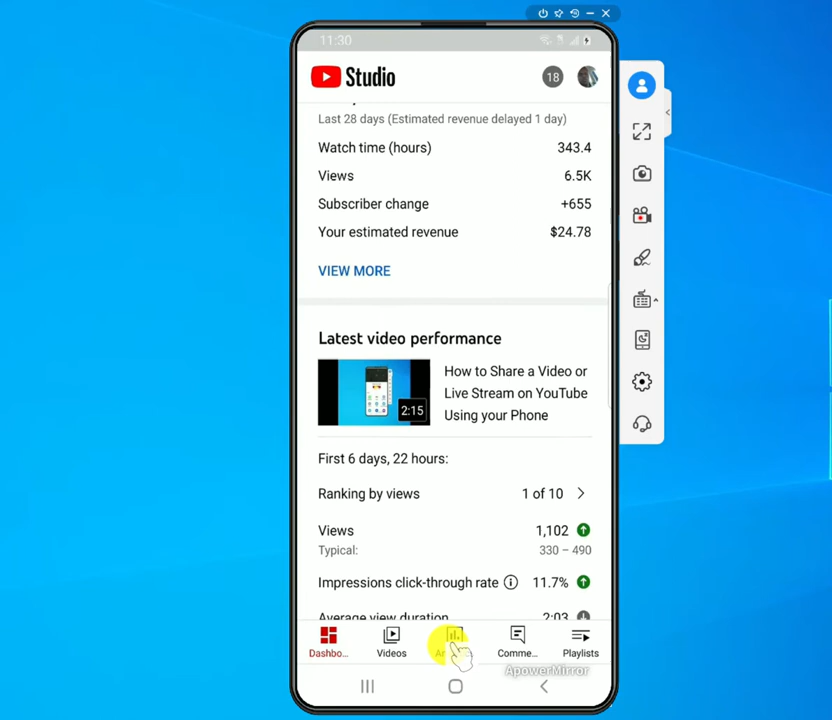 11:30
Studio
18
Last 28 days (Estimated revenue delayed 1 day)
Watch time (hours) 343.4
Views 6.5K
Subscriber change +655
Your estimated revenue $24.78
VIEW MORE
Latest video performance
2:15
How to Share a Video or
Live Stream on YouTube
Using your Phone
First 6 days, 22 hours:
Ranking by views 1 of 10
Views 1,102
Typical: 330 – 490
Impressions click-through rate 11.7%
Average view duration 2:03
Dashbo... Videos Comme... Playlists
ApowerMirror